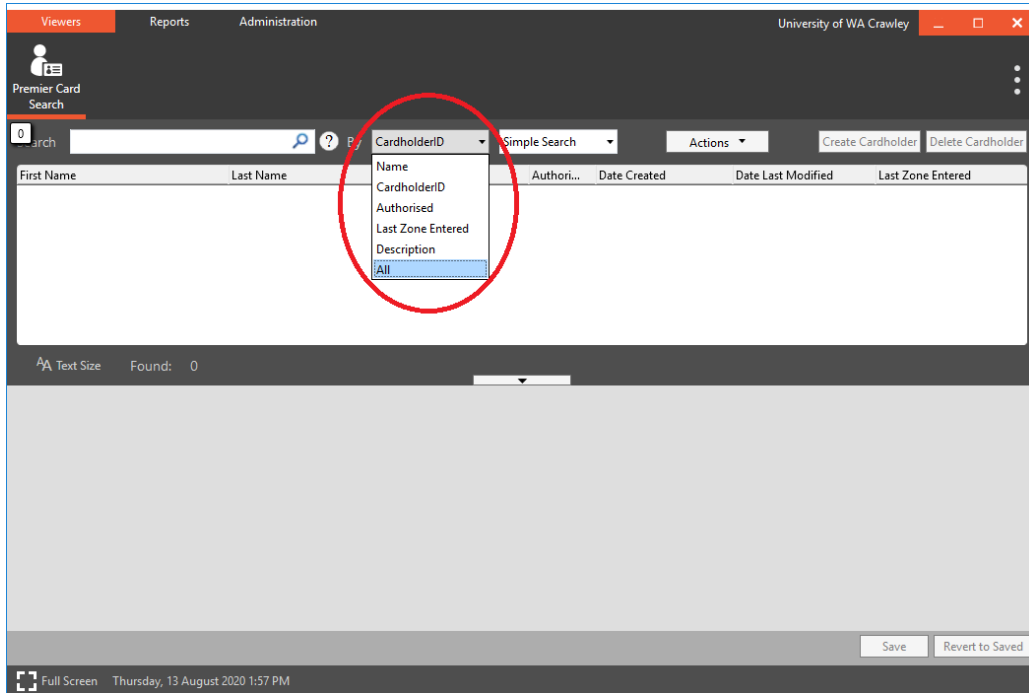 Viewers Reports Administration University of WA Crawley
Premier Card
Search
0
By CardholderID Simple Search Actions Create Cardholder Delete Cardholder
Name
CardholderID
Authorised
Last Zone Entered
Description
All
First Name Last Name Authori... Date Created Date Last Modified Last Zone Entered
AA Text Size Found: 0
Save Revert to Saved
Full Screen Thursday, 13 August 2020 1:57 PM